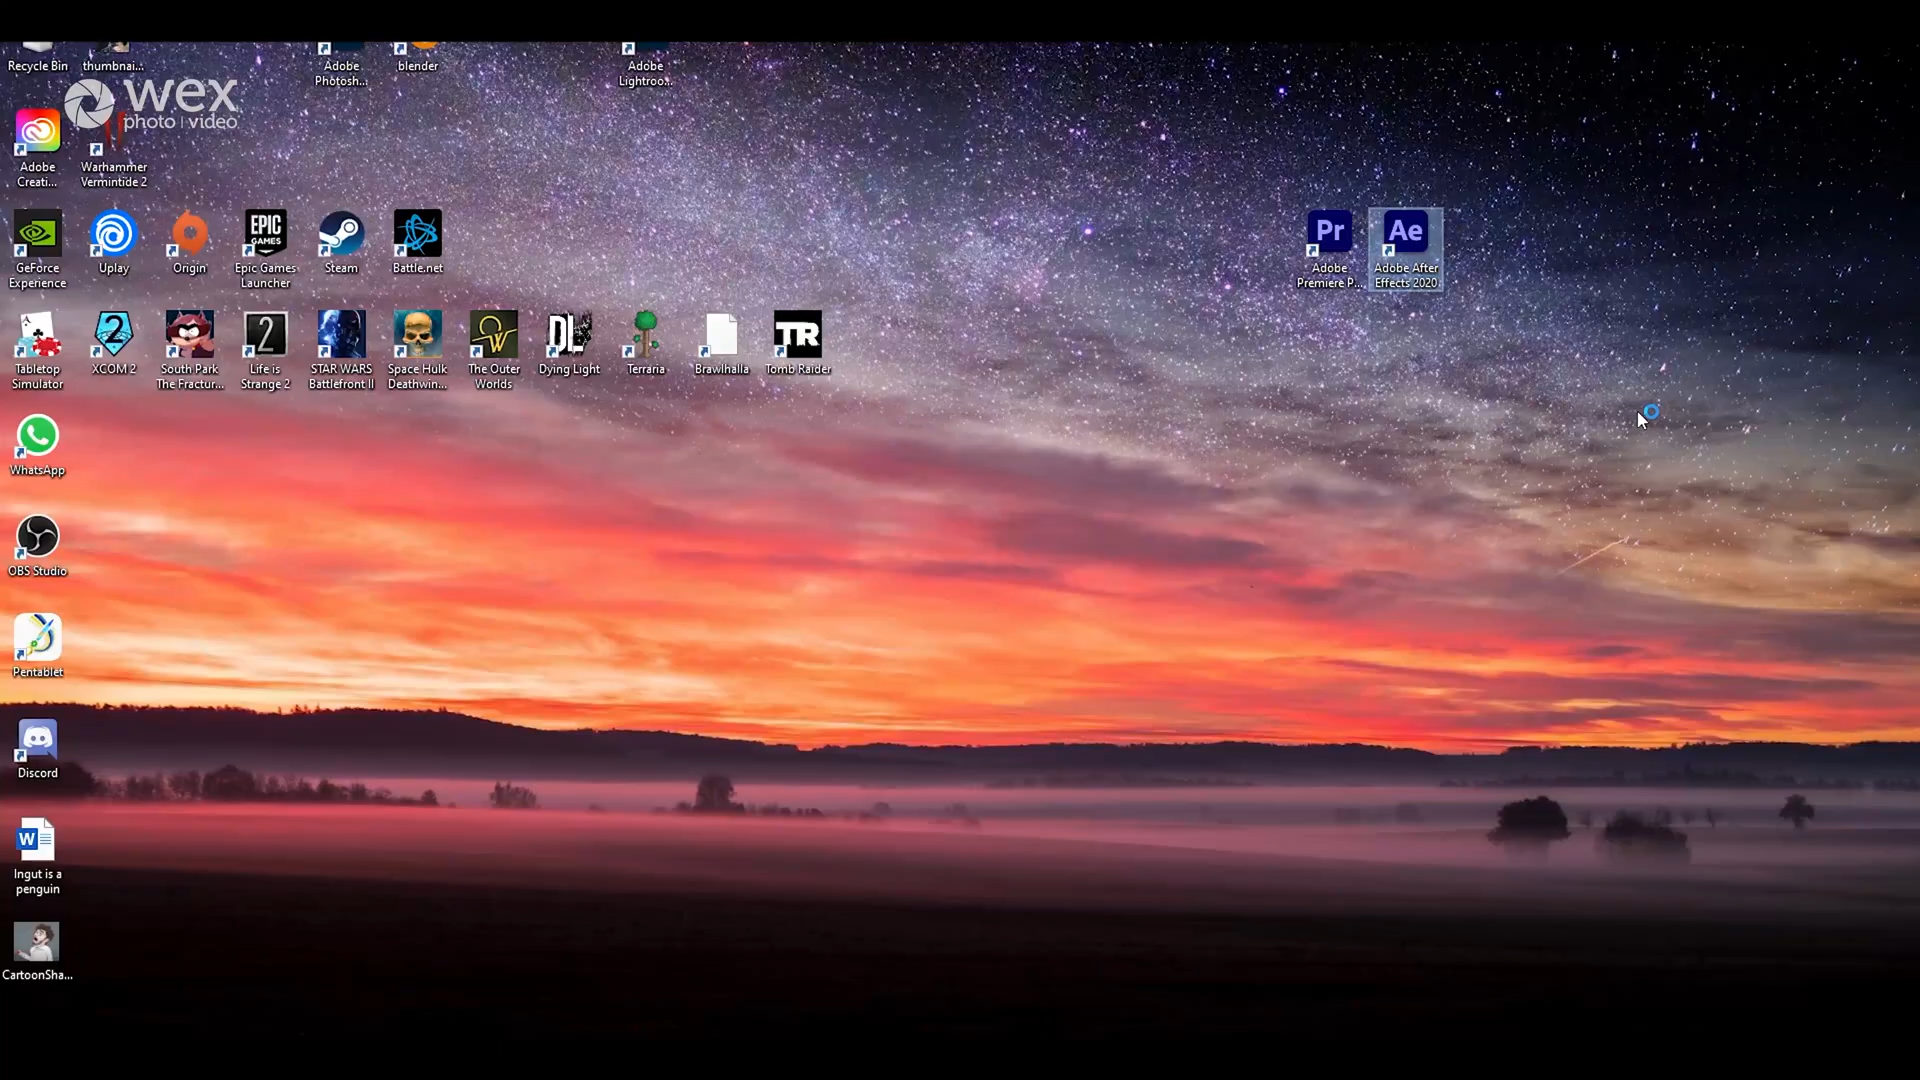 Recycle Bin
thumbnai...
Adobe
Photosh...
blender
Adobe
Lightroo...
wex
photo | video
Adobe
Creati...
Warhammer
Vermintide 2
GeForce
Experience
Uplay
Origin
EPIC
GAMES
Epic Games
Launcher
Steam
Battle.net
Pr
Adobe
Premiere P...
Ae
Adobe After
Effects 2020
Tabletop
Simulator
2
XCOM 2
South Park
The Fractur...
2
Life is
Strange 2
STAR WARS
Battlefront II
Space Hulk
Deathwin...
OW
The Outer
Worlds
DL
Dying Light
Terraria
Brawlhalla
TR
Tomb Raider
WhatsApp
OBS Studio
Pentablet
Discord
W
Ingut is a
penguin
CartoonSha...